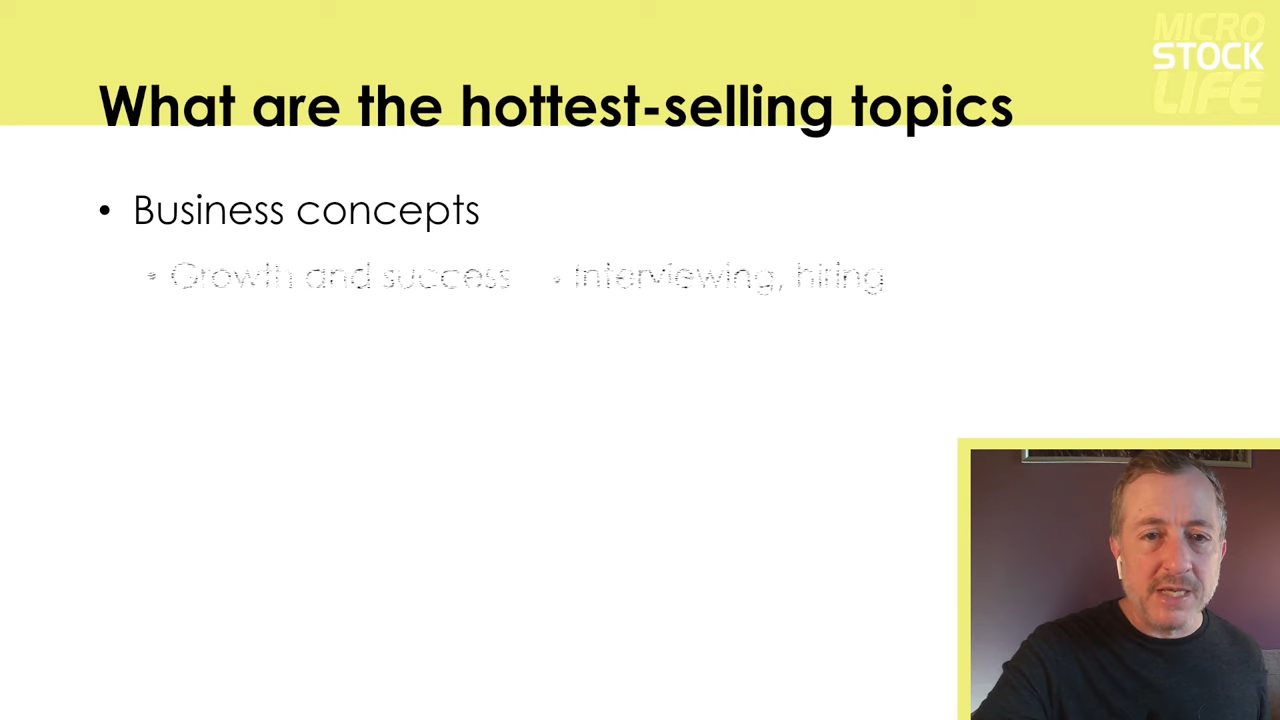 MICRO
STOCK
LIFE
What are the hottest-selling topics
• Business concepts
• Growth and success • Interviewing, hiring